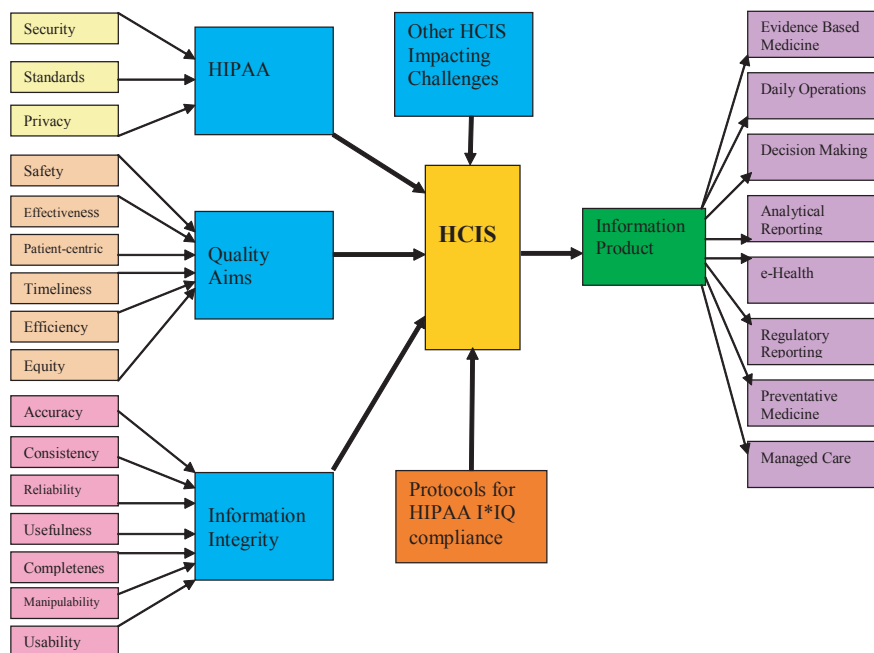 Security
Standards
Privacy
HIPAA
Safety
Effectiveness
Patient-centric
Timeliness
Efficiency
Equity
Quality
Aims
Accuracy
Consistency
Reliability
Usefulness
Completenes
Manipulability
Usability
Information
Integrity
Other HCIS
Impacting
Challenges
HCIS
Protocols for
HIPAA I*IQ
compliance
Information
Product
Evidence Based
Medicine
Daily Operations
Decision Making
Analytical
Reporting
e-Health
Regulatory
Reporting
Preventative
Medicine
Managed Care